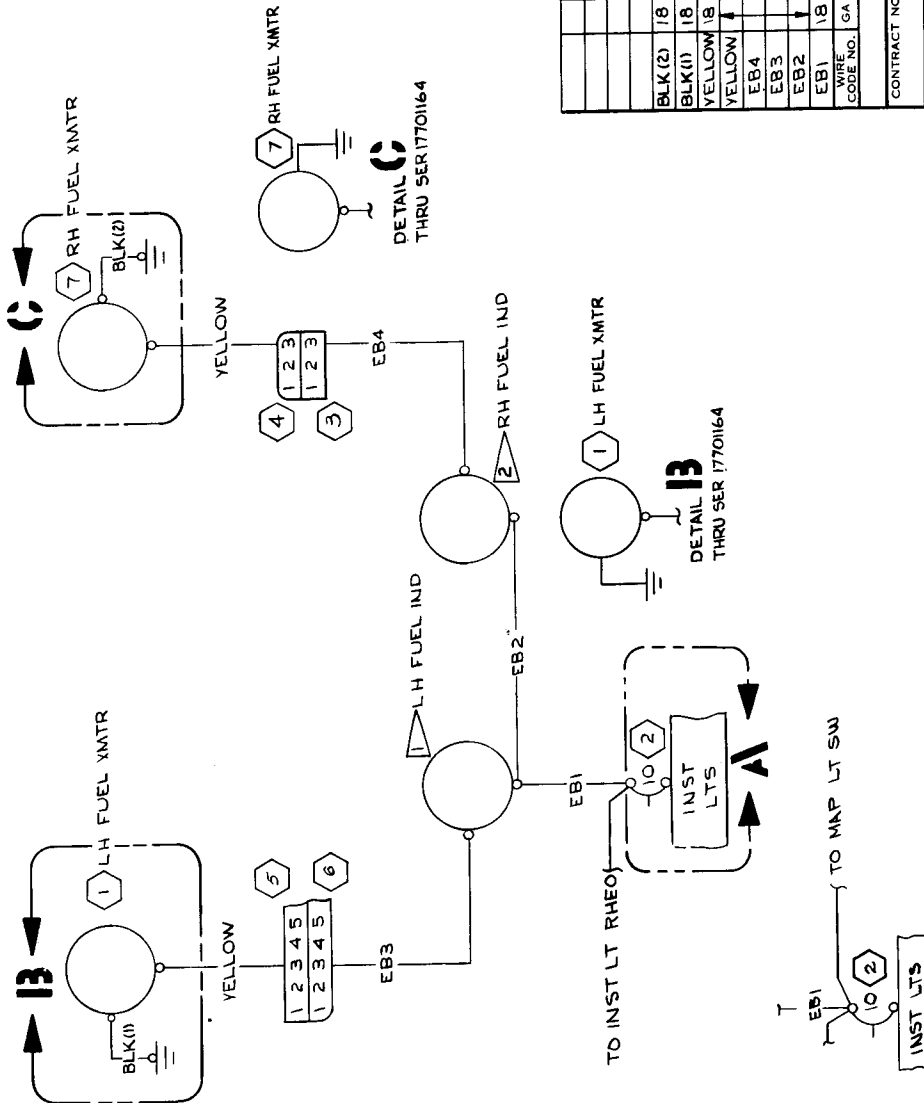 B
1 LH FUEL XMTR
BLK(1)
YELLOW
1 2 3 4 5
1 2 3 4 5
5
6
EB3
1 LH FUEL IND
EB2
EB1
TO INST LT RHEO
10 2
INST
LTS
A
C
7 RH FUEL XMTR
BLK(2)
YELLOW
4
3
1 2 3
1 2 3
EB4
2 RH FUEL IND
1 LH FUEL XMTR
DETAIL B
THRU SER 17701164
7 RH FUEL XMTR
DETAIL C
THRU SER 17701164
TO MAP LT SW
EB1
10 2
INST LTS
BLK(2) 18
BLK(1) 18
YELLOW 18
YELLOW
EB4
EB3
EB2
EB1 18
WIRE CODE NO. GA
CONTRACT NO